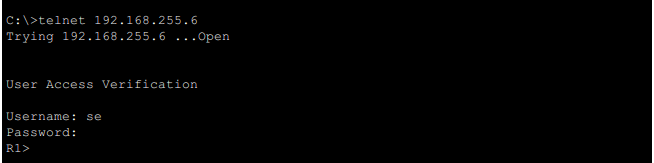 C:\>telnet 192.168.255.6
Trying 192.168.255.6 ...Open
User Access Verification
Username: se
Password:
R1>